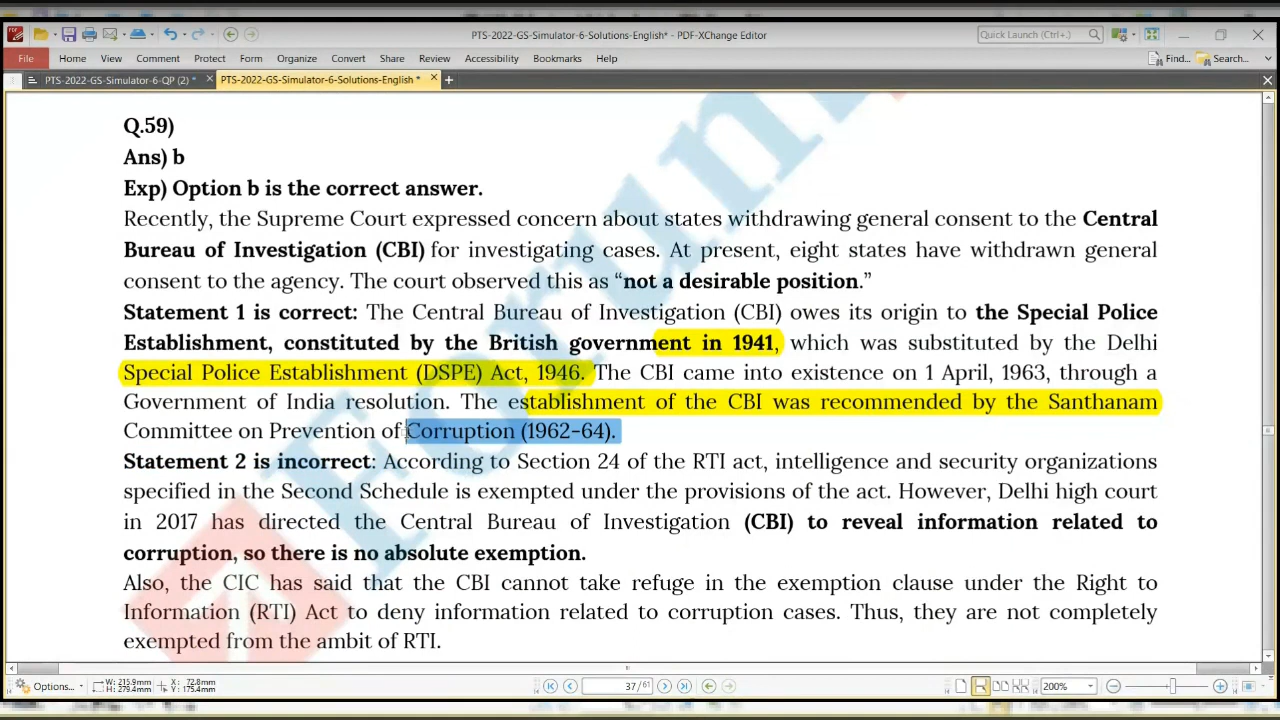 PTS-2022-GS-Simulator-6-Solutions-English* - PDF-XChange Editor
Quick Launch (Ctrl+.)
File Home View Comment Protect Form Organize Convert Share Review Accessibility Bookmarks Help Find... Search...
PTS-2022-GS-Simulator-6-QP (2) * PTS-2022-GS-Simulator-6-Solutions-English *
Q.59)
Ans) b
Exp) Option b is the correct answer.
Recently, the Supreme Court expressed concern about states withdrawing general consent to the Central
Bureau of Investigation (CBI) for investigating cases. At present, eight states have withdrawn general
consent to the agency. The court observed this as “not a desirable position.”
Statement 1 is correct: The Central Bureau of Investigation (CBI) owes its origin to the Special Police
Establishment, constituted by the British government in 1941, which was substituted by the Delhi
Special Police Establishment (DSPE) Act, 1946. The CBI came into existence on 1 April, 1963, through a
Government of India resolution. The establishment of the CBI was recommended by the Santhanam
Committee on Prevention of Corruption (1962-64).
Statement 2 is incorrect: According to Section 24 of the RTI act, intelligence and security organizations
specified in the Second Schedule is exempted under the provisions of the act. However, Delhi high court
in 2017 has directed the Central Bureau of Investigation (CBI) to reveal information related to
corruption, so there is no absolute exemption.
Also, the CIC has said that the CBI cannot take refuge in the exemption clause under the Right to
Information (RTI) Act to deny information related to corruption cases. Thus, they are not completely
exempted from the ambit of RTI.
Options... W: 215.9mm X: 72.8mm 37/61 200%
H: 279.4mm Y: 175.4mm